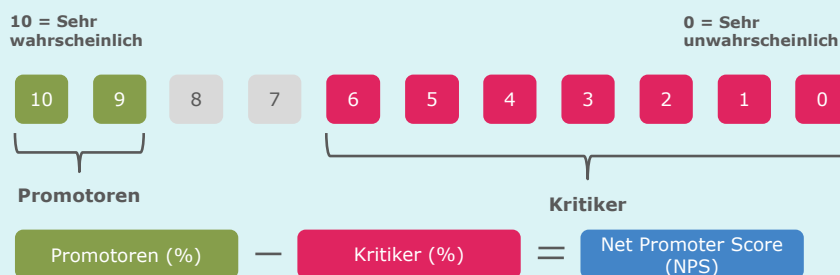 10 = Sehr
wahrscheinlich
0 = Sehr
unwahrscheinlich
10 9 8 7 6 5 4 3 2 1 0
Promotoren
Kritiker
Promotoren (%) — Kritiker (%) = Net Promoter Score
(NPS)